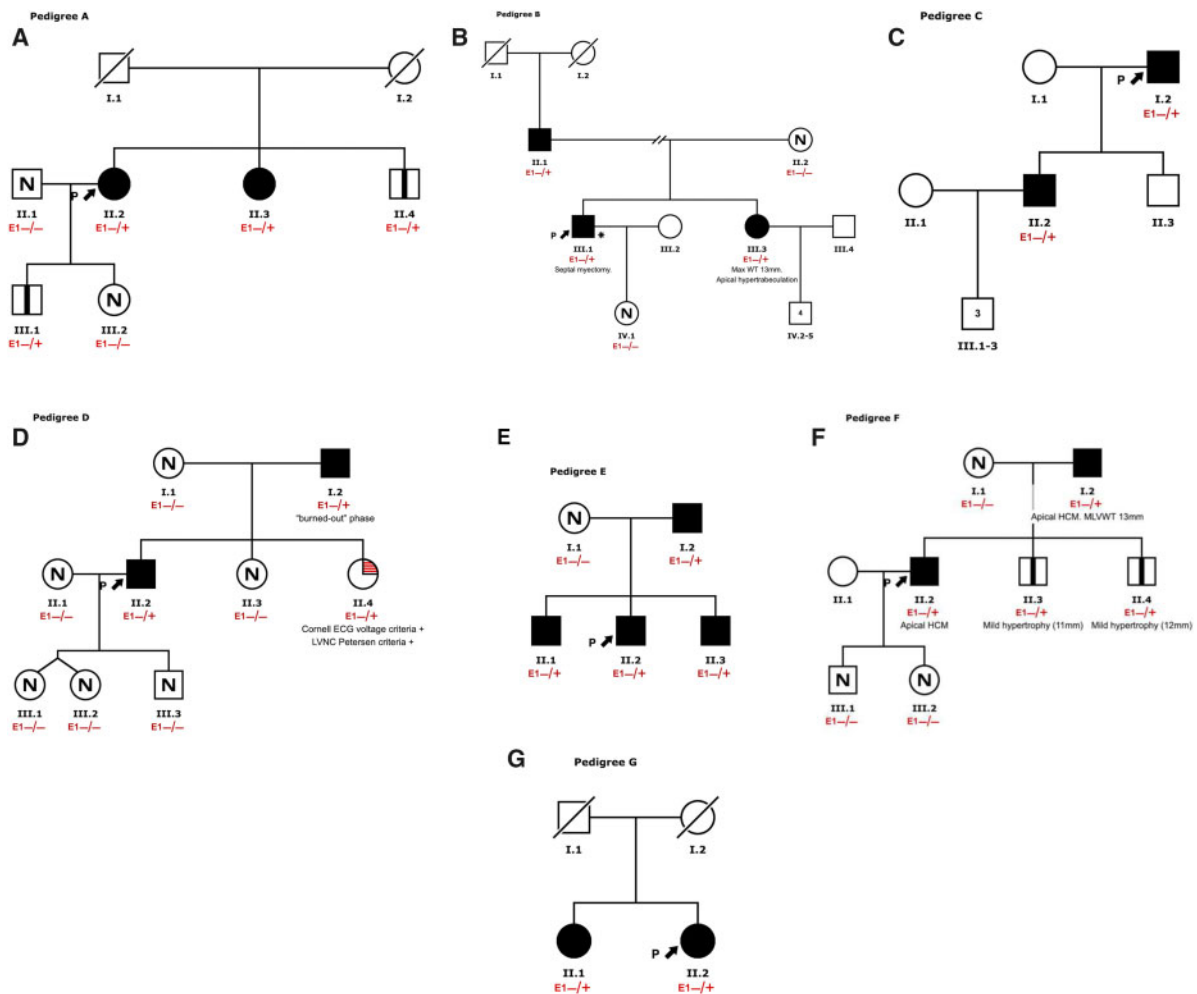 Pedigree A
A
I.1
I.2
N
P
II.1
II.2
II.3
II.4
E1—/—
E1—/+
E1—/+
E1—/+
N
III.1
III.2
E1—/+
E1—/—
Pedigree B
B
I.1
I.2
N
II.1
II.2
E1—/+
E1—/—
P
*
III.1
III.2
III.3
III.4
E1—/+
E1—/+
Septal myectomy.
Max WT 13mm.
Apical hypertrabeculation
N
4
IV.1
IV.2-5
E1—/—
Pedigree C
C
P
I.1
I.2
E1—/+
II.1
II.2
II.3
E1—/+
3
III.1-3
Pedigree D
D
N
I.1
I.2
E1—/—
E1—/+
"burned-out" phase
N
P
N
II.1
II.2
II.3
II.4
E1—/—
E1—/+
E1—/—
E1—/+
Cornell ECG voltage criteria +
LVNC Petersen criteria +
N
N
N
III.1
III.2
III.3
E1—/—
E1—/—
E1—/—
E
Pedigree E
N
I.1
I.2
E1—/—
E1—/+
P
II.1
II.2
II.3
E1—/+
E1—/+
E1—/+
Pedigree F
F
N
I.1
I.2
E1—/—
E1—/+
Apical HCM. MLVWT 13mm
P
II.1
II.2
II.3
II.4
E1—/+
E1—/+
E1—/+
Apical HCM
Mild hypertrophy (11mm)
Mild hypertrophy (12mm)
N
N
III.1
III.2
E1—/—
E1—/—
G
Pedigree G
I.1
I.2
P
II.1
II.2
E1—/+
E1—/+